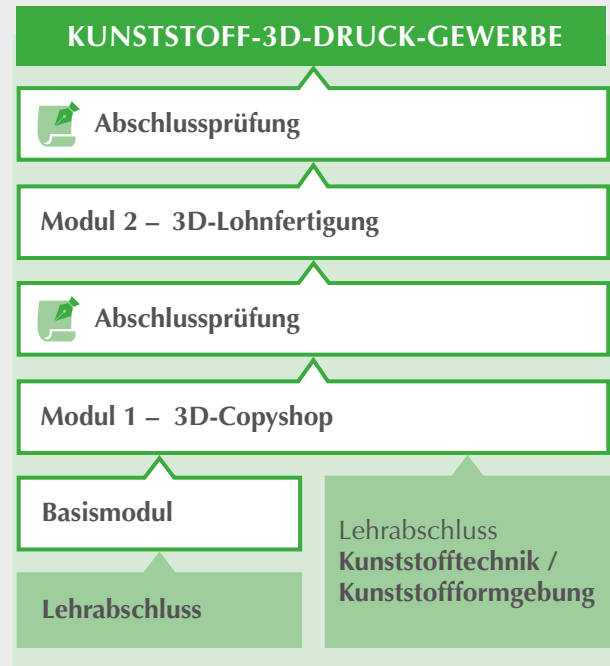 KUNSTSTOFF-3D-DRUCK-GEWERBE
Abschlussprüfung
Modul 2 – 3D-Lohnfertigung
Abschlussprüfung
Modul 1 – 3D-Copyshop
Basismodul
Lehrabschluss
Lehrabschluss
Kunststofftechnik /
Kunststoffformgebung